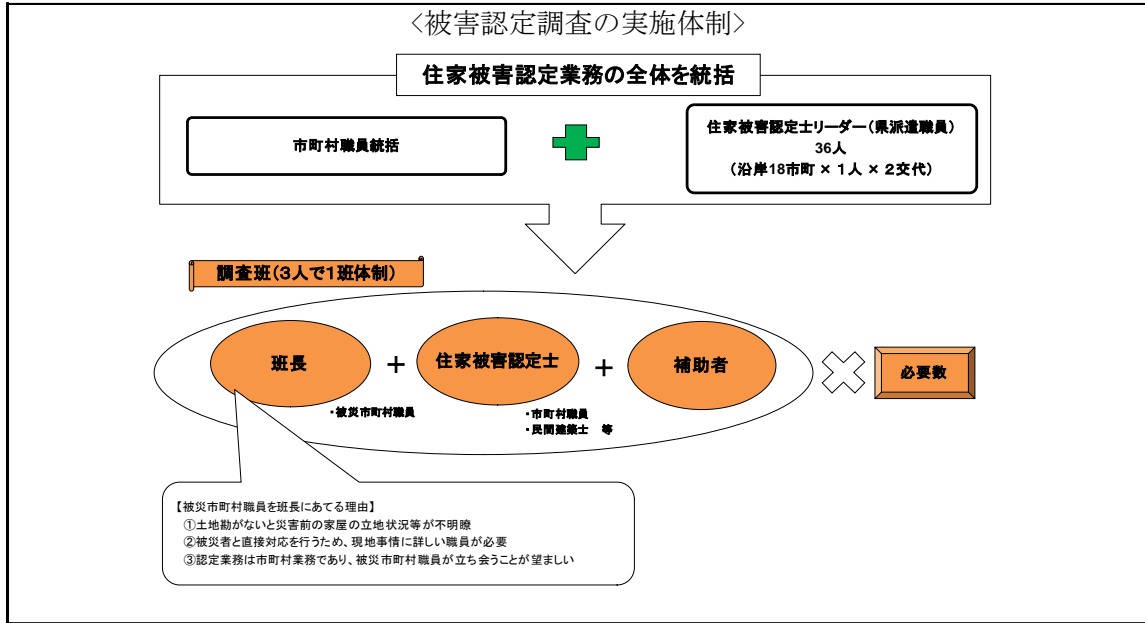 〈被害認定調査の実施体制〉
住家被害認定業務の全体を統括
市町村職員統括
住家被害認定士リーダー(県派遣職員)
36人
(沿岸18市町 × 1人 × 2交代)
調査班(3人で1班体制)
班長
+
住家被害認定士
+
補助者
必要数
・被災市町村職員
・市町村職員
・民間建築士 等
【被災市町村職員を班長にあてる理由】
①土地勘がないと災害前の家屋の立地状況等が不明瞭
②被災者と直接対応を行うため、現地事情に詳しい職員が必要
③認定業務は市町村業務であり、被災市町村職員が立ち会うことが望ましい